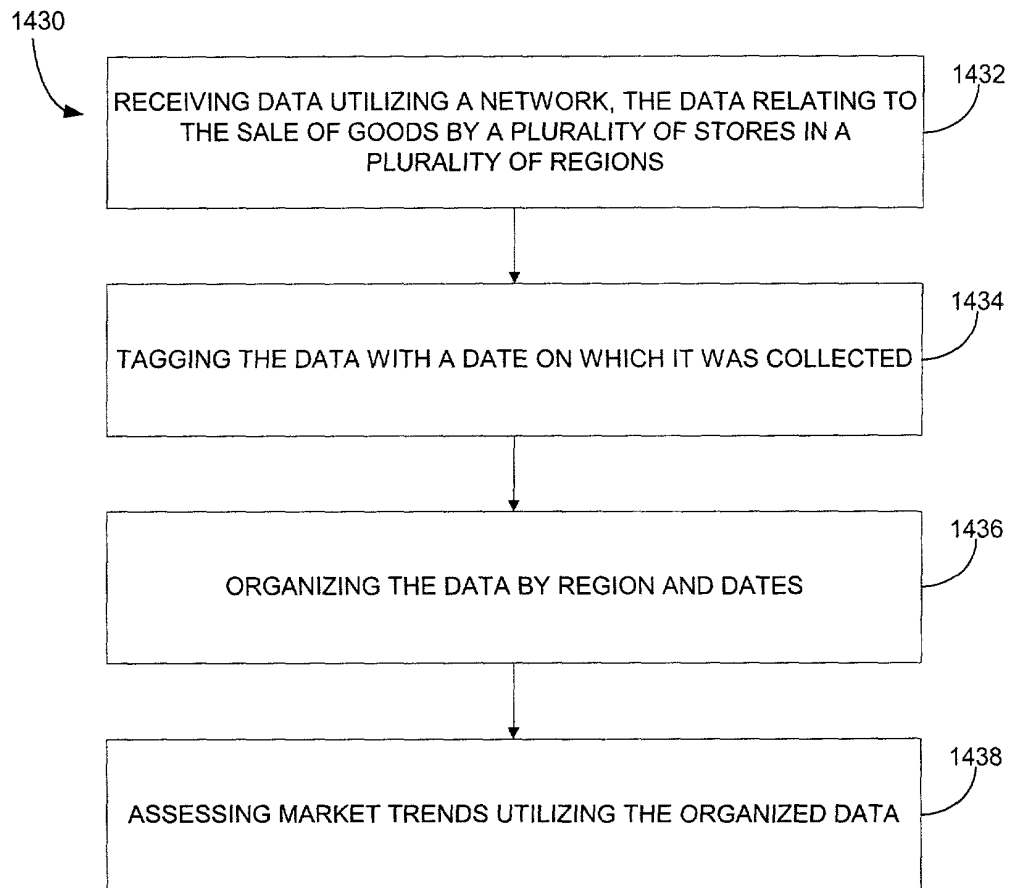 1430
1432
RECEIVING DATA UTILIZING A NETWORK, THE DATA RELATING TO
THE SALE OF GOODS BY A PLURALITY OF STORES IN A
PLURALITY OF REGIONS
1434
TAGGING THE DATA WITH A DATE ON WHICH IT WAS COLLECTED
1436
ORGANIZING THE DATA BY REGION AND DATES
1438
ASSESSING MARKET TRENDS UTILIZING THE ORGANIZED DATA